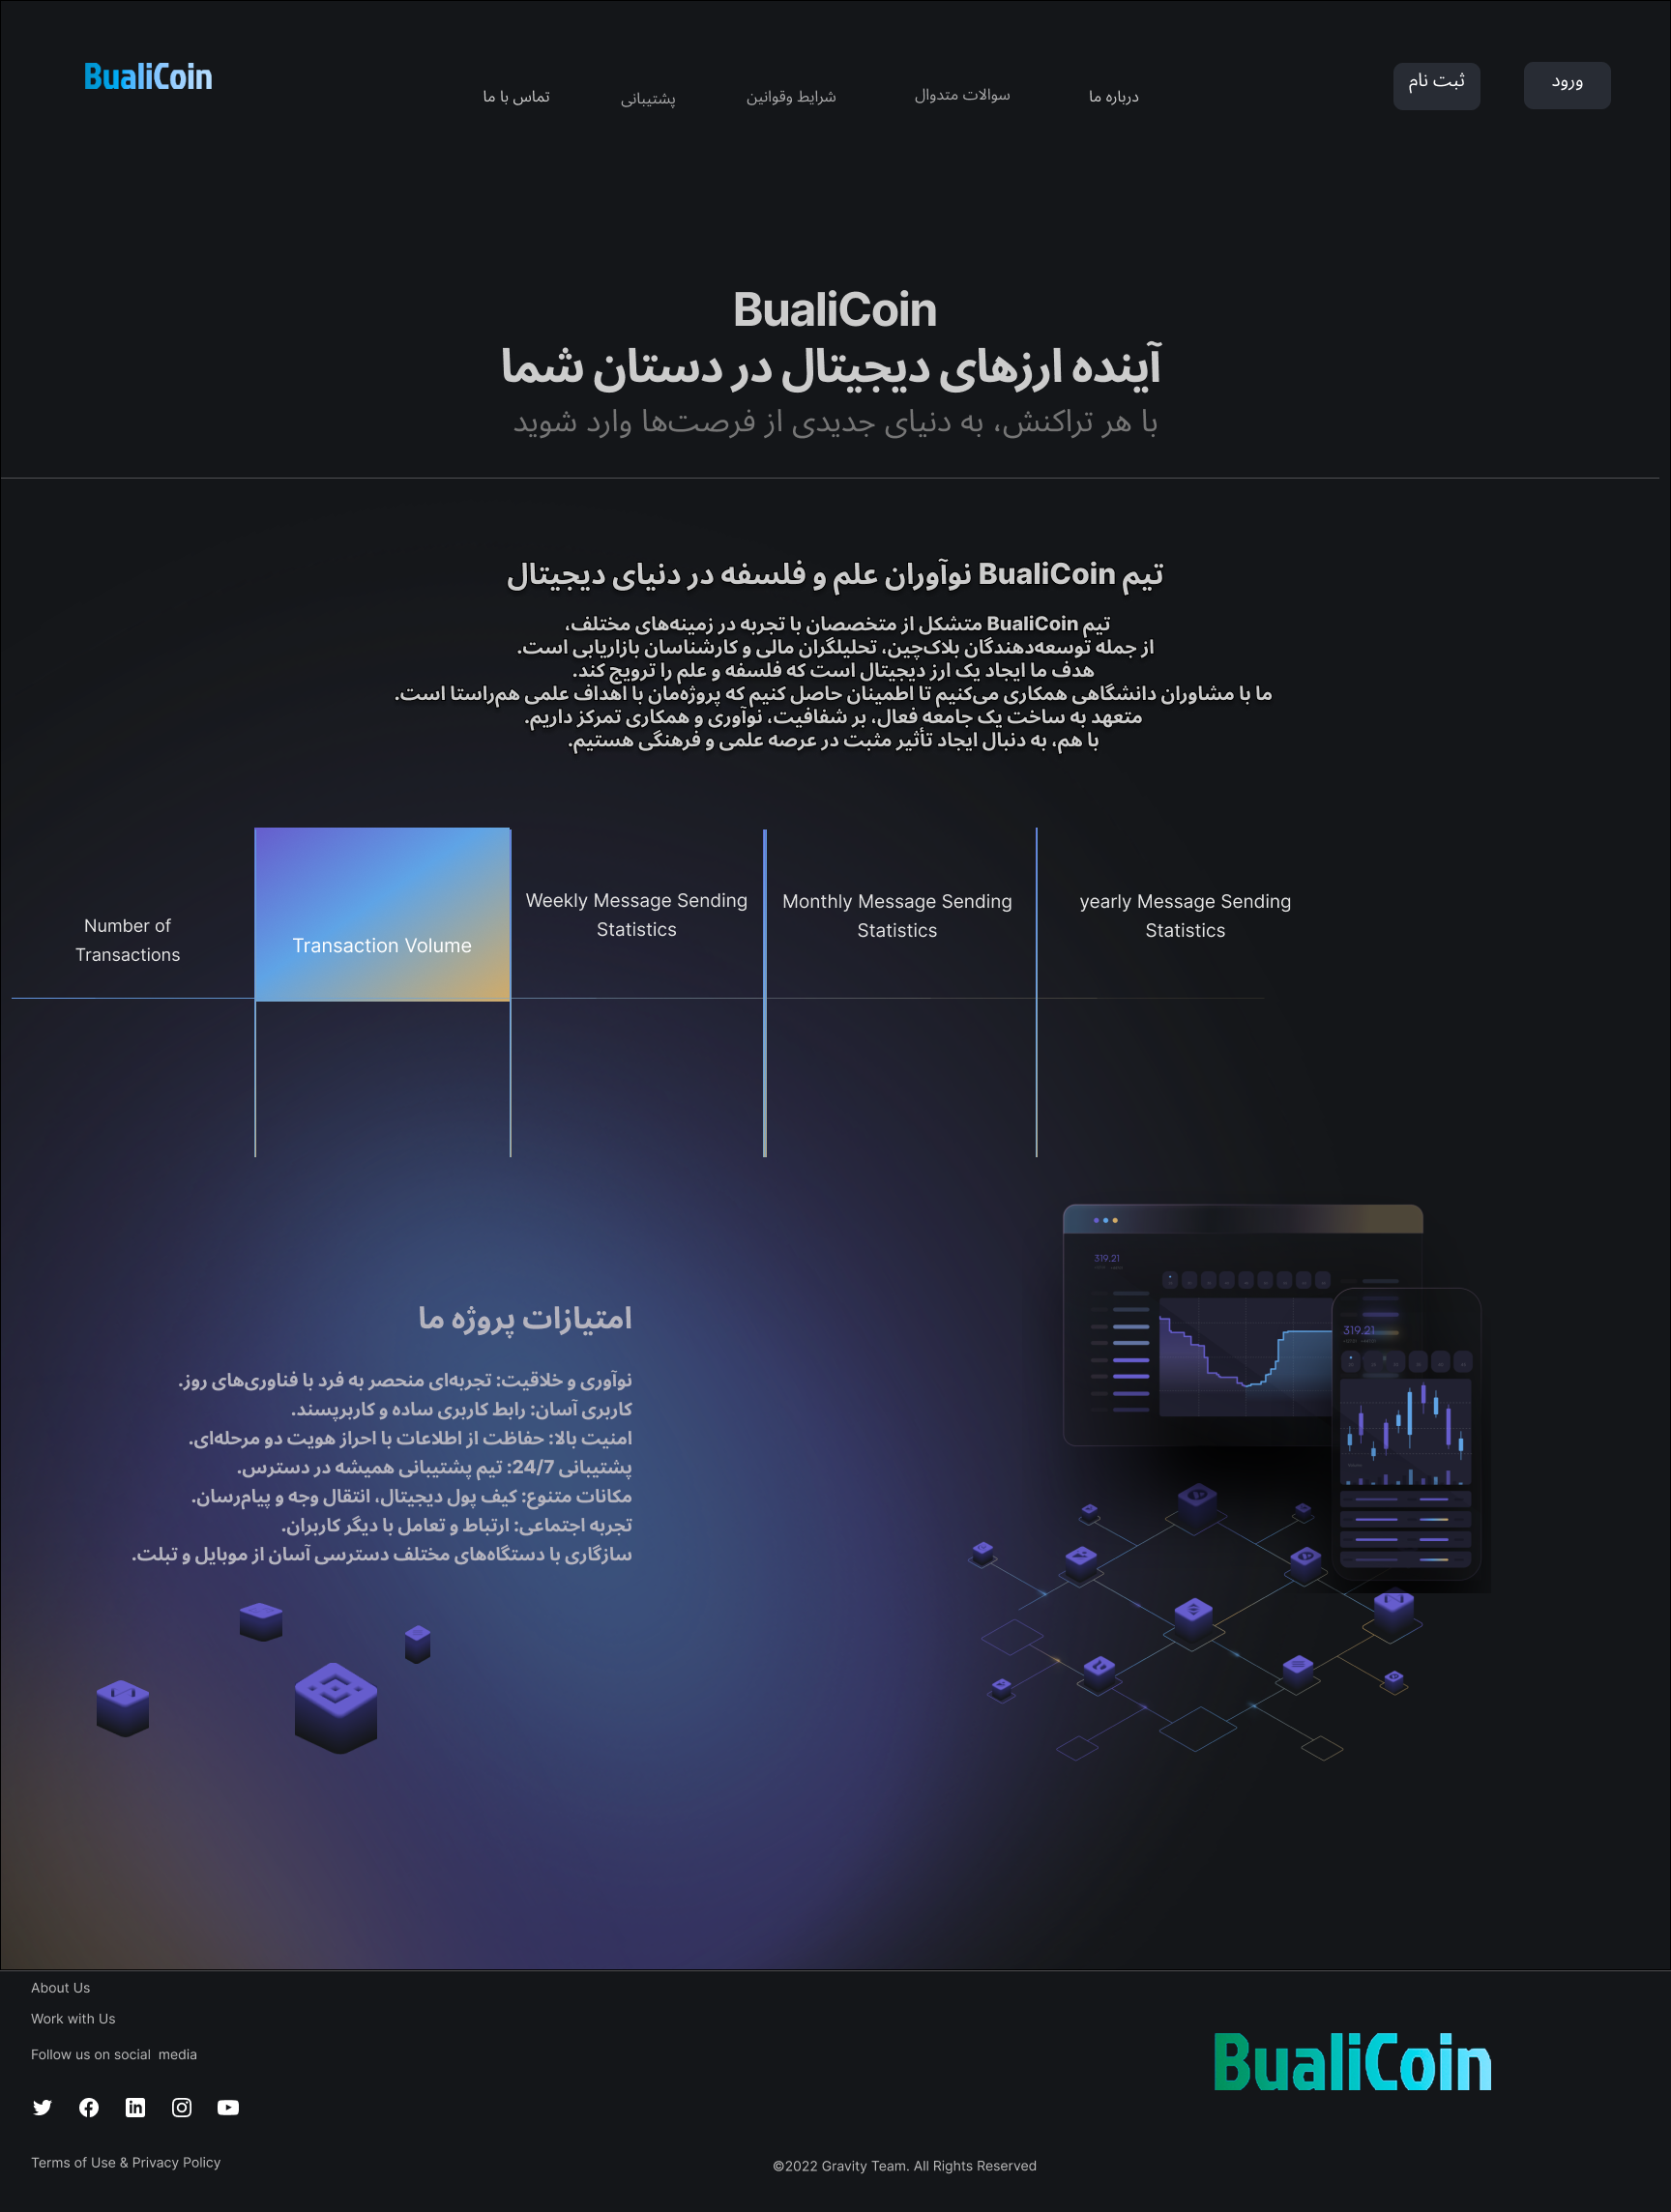 BualiCoin
ورود
ثبت نام
درباره ما
سوالات متدوال
شرایط وقوانین
پشتیبانی
تماس با ما
BualiCoin
آینده ارزهای دیجیتال در دستان شما
با هر تراکنش، به دنیای جدیدی از فرصت‌ها وارد شوید
تیم BualiCoin نوآوران علم و فلسفه در دنیای دیجیتال
تیم BualiCoin متشکل از متخصصان با تجربه در زمینه‌های مختلف،
از جمله توسعه‌دهندگان بلاک‌چین، تحلیلگران مالی و کارشناسان بازاریابی است.
هدف ما ایجاد یک ارز دیجیتال است که فلسفه و علم را ترویج کند.
ما با مشاوران دانشگاهی همکاری می‌کنیم تا اطمینان حاصل کنیم که پروژه‌مان با اهداف علمی هم‌راستا است.
متعهد به ساخت یک جامعه فعال، بر شفافیت، نوآوری و همکاری تمرکز داریم.
با هم، به دنبال ایجاد تأثیر مثبت در عرصه علمی و فرهنگی هستیم.
Number of
Transactions
Transaction Volume
Weekly Message Sending
Statistics
Monthly Message Sending
Statistics
yearly Message Sending
Statistics
امتیازات پروژه ما
نوآوری و خلاقیت: تجربه‌ای منحصر به فرد با فناوری‌های روز.
کاربری آسان: رابط کاربری ساده و کاربرپسند.
امنیت بالا: حفاظت از اطلاعات با احراز هویت دو مرحله‌ای.
پشتیبانی 24/7: تیم پشتیبانی همیشه در دسترس.
مکانات متنوع: کیف پول دیجیتال، انتقال وجه و پیام‌رسان.
تجربه اجتماعی: ارتباط و تعامل با دیگر کاربران.
سازگاری با دستگاه‌های مختلف دسترسی آسان از موبایل و تبلت.
319.21
319.21
About Us
Work with Us
Follow us on social media
BualiCoin
Terms of Use & Privacy Policy
©2022 Gravity Team. All Rights Reserved